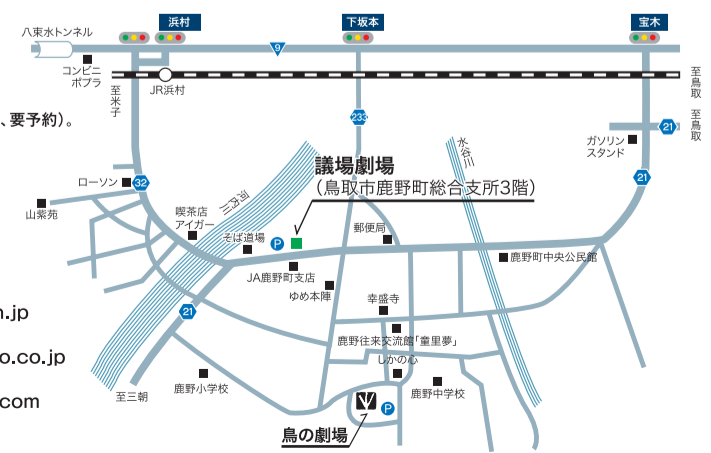 浜村
下坂本
宝木
八束水トンネル
9
コンビニ
ポプラ
JR浜村
至米子
至鳥取
至鳥取
、要予約）。
233
21
水谷川
ガソリン
スタンド
議場劇場
（鳥取市鹿野町総合支所3階）
ローソン
32
21
河内川
山紫苑
喫茶店
アイガー
そば道場
P
郵便局
JA鹿野町支店
鹿野町中央公民館
ゆめ本陣
幸盛寺
n.jp
21
鹿野往来交流館「童里夢」
o.co.jp
しかの心
鹿野小学校
鹿野中学校
至三朝
com
P
鳥の劇場